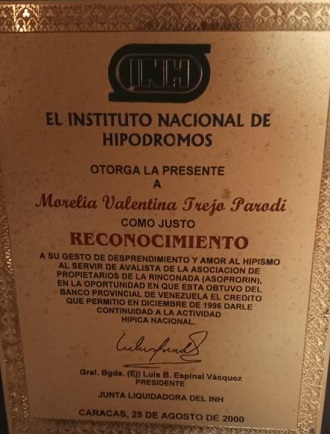 INH
EL INSTITUTO NACIONAL DE
HIPODROMOS
OTORGA LA PRESENTE
A
Morelia Valentina Trejo Parodi
COMO JUSTO
RECONOCIMIENTO
A SU GESTO DE DESPRENDIMIENTO Y AMOR AL HIPISMO
AL SERVIR DE AVALISTA DE LA ASOCIACION DE
PROPIETARIOS DE LA RINCONADA (ASOPRORIN),
EN LA OPORTUNIDAD EN QUE ESTA OBTUVO DEL
BANCO PROVINCIAL DE VENEZUELA EL CREDITO
QUE PERMITIO EN DICIEMBRE DE 1996 DARLE
CONTINUIDAD A LA ACTIVIDAD
HIPICA NACIONAL.
Gral. Bgda. (Ej) Luis B. Espinal Vásquez
PRESIDENTE
JUNTA LIQUIDADORA DEL INH
CARACAS, 25 DE AGOSTO DE 2000